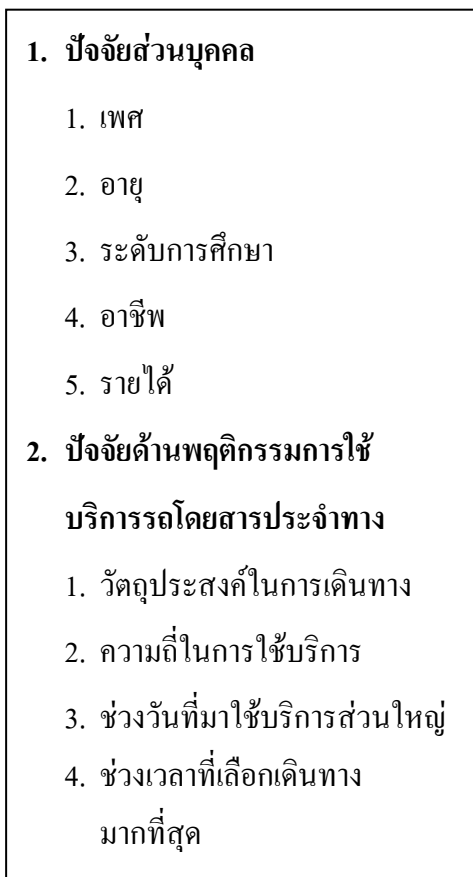 1. ปัจจัยส่วนบุคคล
1. เพศ
2. อายุ
3. ระดับการศึกษา
4. อาชีพ
5. รายได้
2. ปัจจัยด้านพฤติกรรมการใช้
บริการรถโดยสารประจำทาง
1. วัตถุประสงค์ในการเดินทาง
2. ความถี่ในการใช้บริการ
3. ช่วงวันที่มาใช้บริการส่วนใหญ่
4. ช่วงเวลาที่เลือกเดินทาง
มากที่สุด